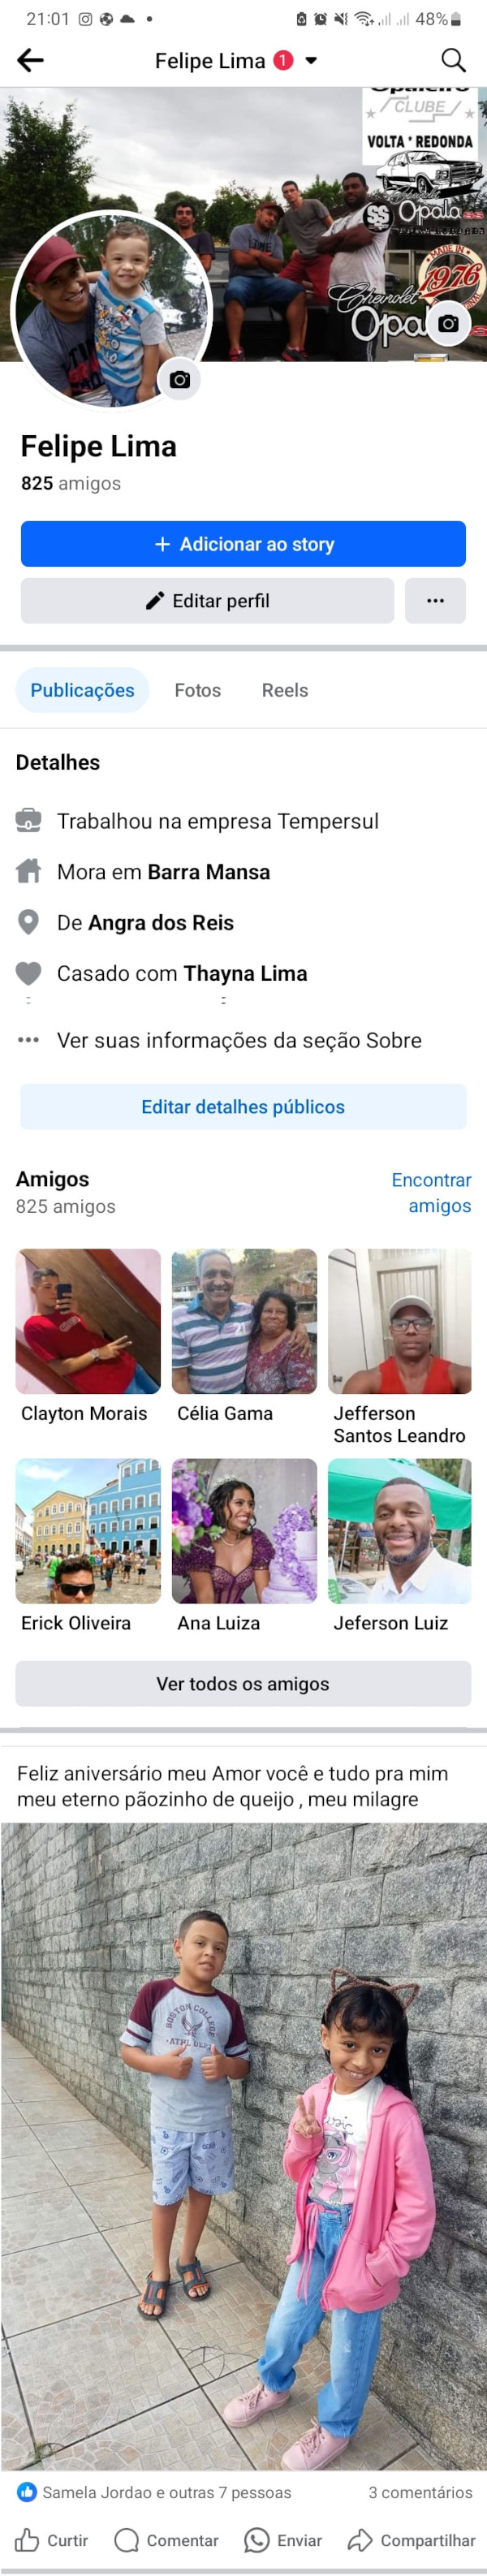 21:01
48%
Felipe Lima 1
CLUBE
VOLTA * REDONDA
SS Opala SS
MADE IN
1976
Chevrolet
Opa
Felipe Lima
825 amigos
+ Adicionar ao story
Editar perfil
Publicações Fotos Reels
Detalhes
Trabalhou na empresa Tempersul
Mora em Barra Mansa
De Angra dos Reis
Casado com Thayna Lima
Ver suas informações da seção Sobre
Editar detalhes públicos
Amigos
825 amigos
Encontrar
amigos
Clayton Morais
Célia Gama
Jefferson
Santos Leandro
Erick Oliveira
Ana Luiza
Jeferson Luiz
Ver todos os amigos
Feliz aniversário meu Amor você e tudo pra mim
meu eterno pãozinho de queijo , meu milagre
BOSTON COLLEGE
Samela Jordao e outras 7 pessoas
3 comentários
Curtir
Comentar
Enviar
Compartilhar